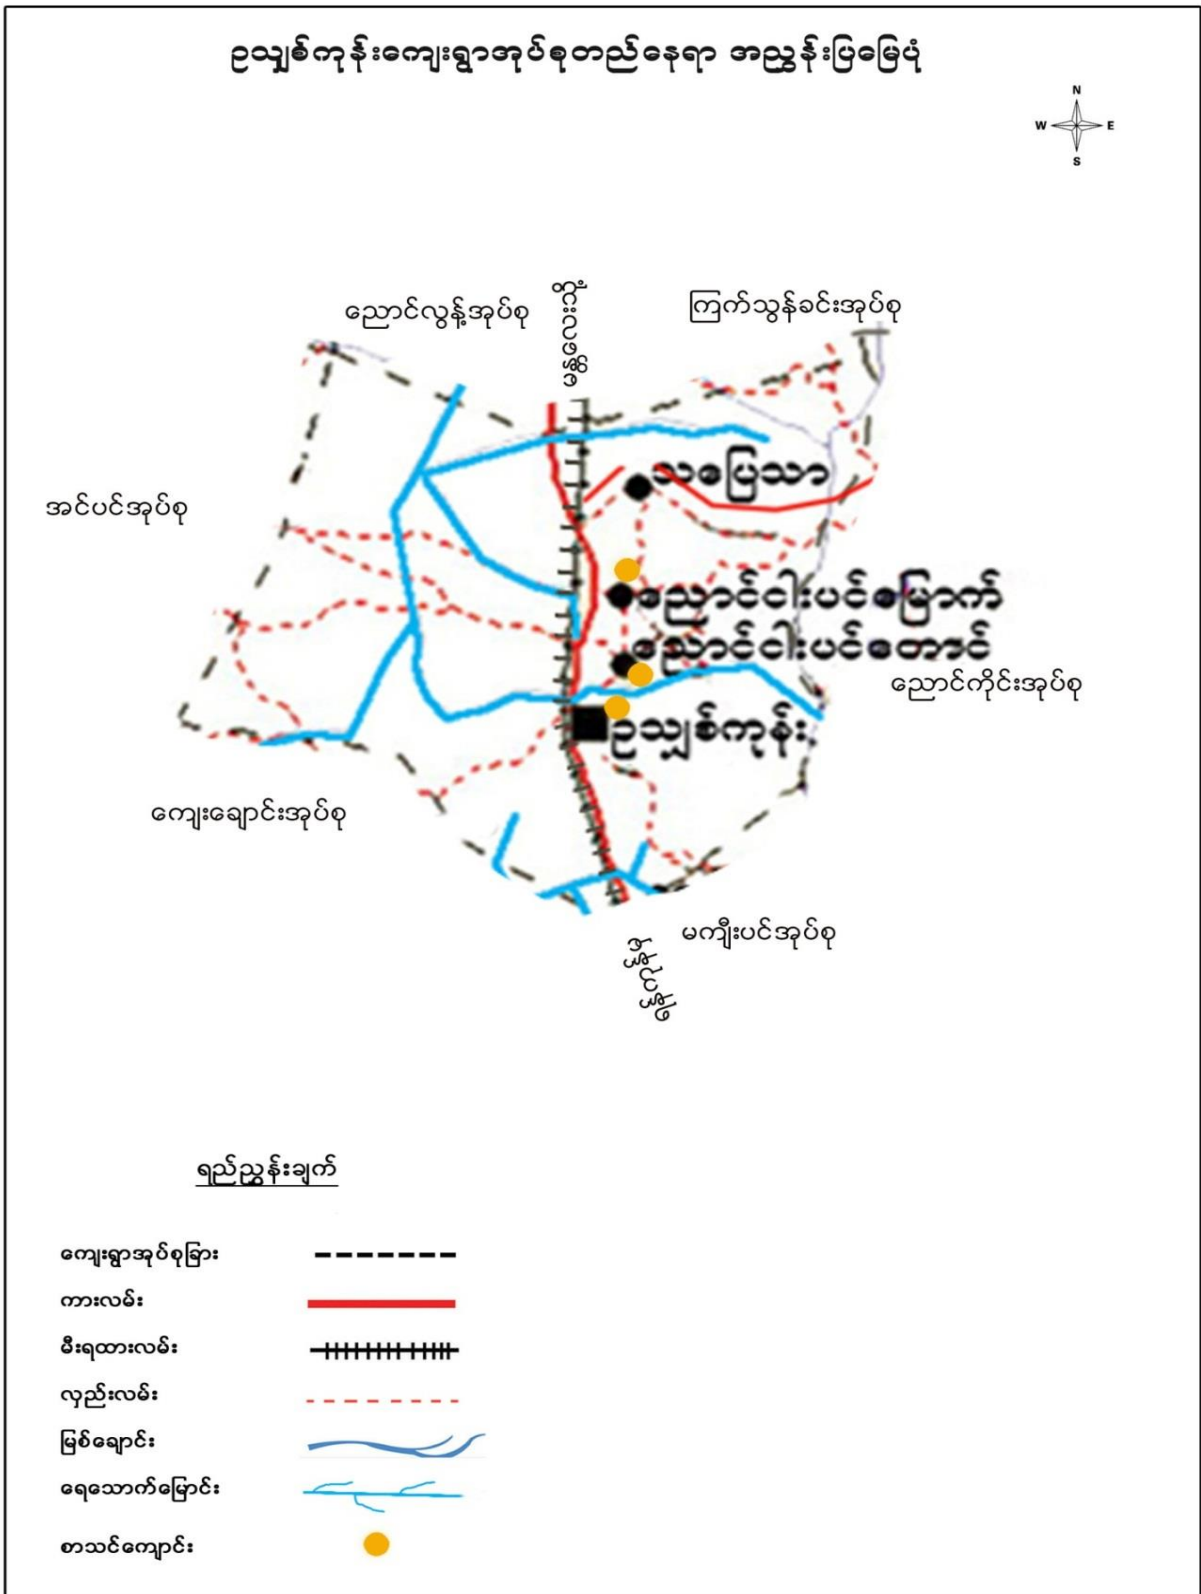 ဥသျှစ်ကုန်းကျေးရွာအုပ်စုတည်နေရာ အညွှန်းပြမြေပုံ
N
W E
S
ညောင်လွန့်အုပ်စု
ကြက်သွန်ခင်းအုပ်စု
သပြေသာ
အင်ပင်အုပ်စု
ညောင်ငါးပင်မြောက်
ညောင်ငါးပင်တောင်
ညောင်ကိုင်းအုပ်စု
ဥသျှစ်ကုန်း
ကျေးချောင်းအုပ်စု
မကျီးပင်အုပ်စု
ရည်ညွှန်းချက်
ကျေးရွာအုပ်စုခြား
ကားလမ်း
မီးရထားလမ်း
လှည်းလမ်း
မြစ်ချောင်း
ရေသောက်မြောင်း
စာသင်ကျောင်း